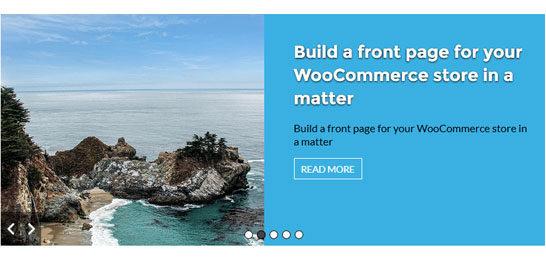 Build a front page for your
WooCommerce store in a
matter
Build a front page for your WooCommerce store in
a matter
READ MORE